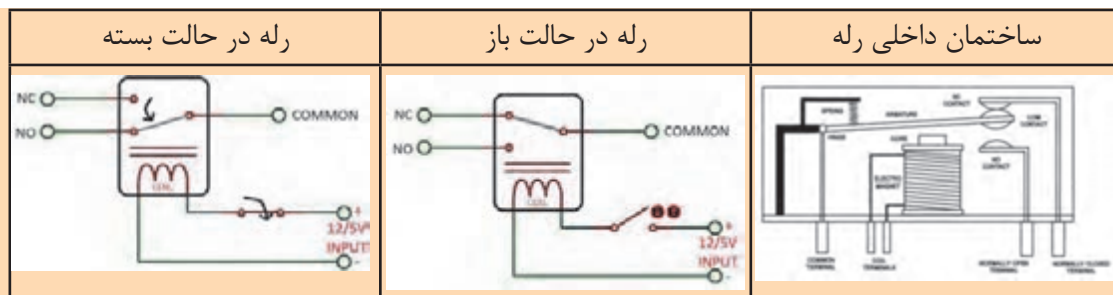 ساختمان داخلی رله
رله در حالت باز
رله در حالت بسته
SPRING
ARMATURE
NC
CONTACT
COM
CONTACT
HINGE
CORE
NO
CONTACT
ELECTRO
MAGNET
COMMON
TERMINAL
COIL
TERMINALS
NORMALLY OPEN
TERMINAL
NORMALLY CLOSED
TERMINAL
NC
COMMON
NO
COIL
+
12/5V
INPUT
-
NC
NO
COMMON
COIL
+
12/5V
INPUT
-